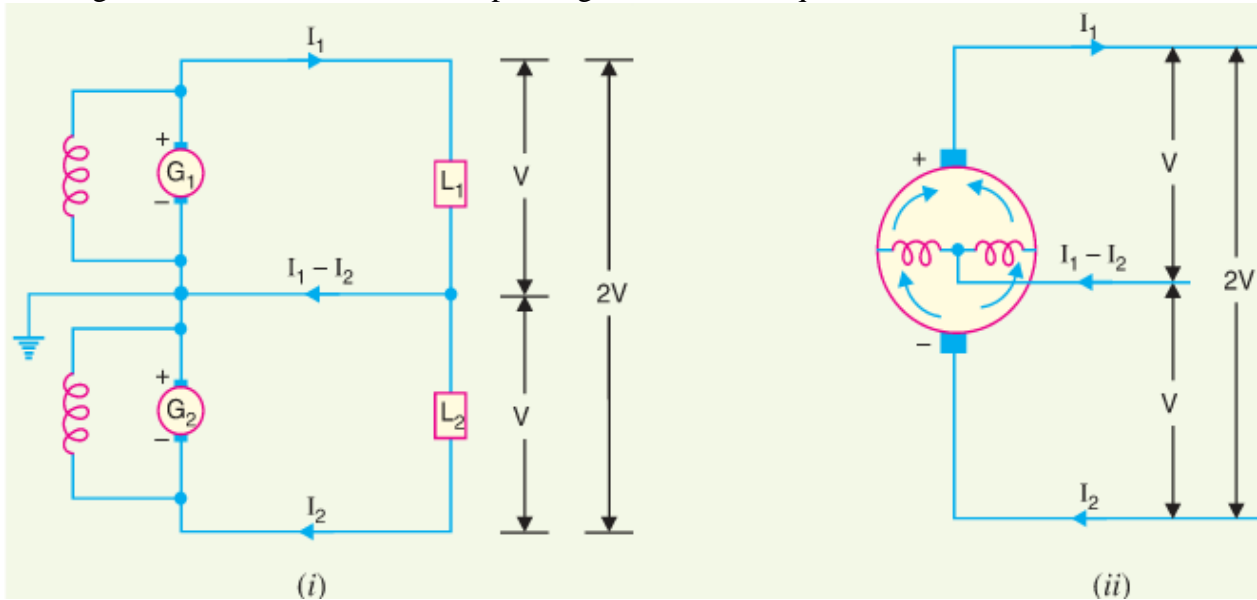 I₁
+
G₁
−
L₁
V
I₁ − I₂
2V
+
G₂
−
L₂
V
I₂
(i)
I₁
+
V
I₁ − I₂
2V
−
V
I₂
(ii)